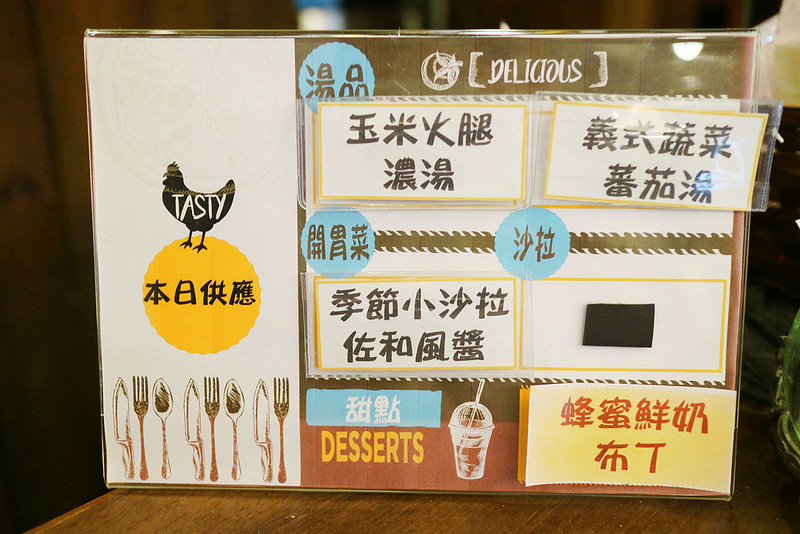 湯品
[ DELICIOUS ]
玉米火腿
濃湯
義式蔬菜
蕃茄湯
TASTY
本日供應
開胃菜
沙拉
季節小沙拉
佐和風醬
甜點
DESSERTS
蜂蜜鮮奶
布丁